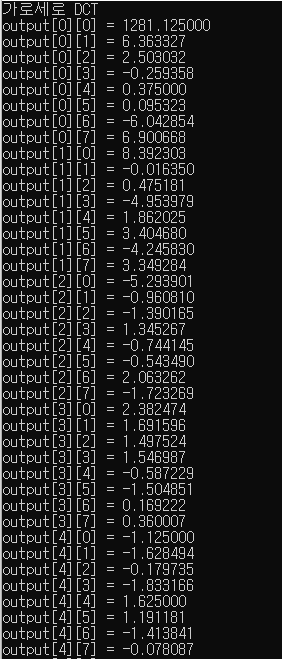 가로세로 DCT
output[0][0] = 1281.125000
output[0][1] = 6.363327
output[0][2] = 2.503032
output[0][3] = -0.259358
output[0][4] = 0.375000
output[0][5] = 0.095323
output[0][6] = -6.042854
output[0][7] = 6.900668
output[1][0] = 8.392303
output[1][1] = -0.016350
output[1][2] = 0.475181
output[1][3] = -4.953979
output[1][4] = 1.862025
output[1][5] = 3.404680
output[1][6] = -4.245830
output[1][7] = 3.349284
output[2][0] = -5.293901
output[2][1] = -0.960810
output[2][2] = -1.390165
output[2][3] = 1.345267
output[2][4] = -0.744145
output[2][5] = -0.543490
output[2][6] = 2.063262
output[2][7] = -1.723269
output[3][0] = 2.382474
output[3][1] = 1.691596
output[3][2] = 1.497524
output[3][3] = 1.546987
output[3][4] = -0.587229
output[3][5] = -1.504851
output[3][6] = 0.169222
output[3][7] = 0.360007
output[4][0] = -1.125000
output[4][1] = -1.628494
output[4][2] = -0.179735
output[4][3] = -1.833166
output[4][4] = 1.625000
output[4][5] = 1.191181
output[4][6] = -1.413841
output[4][7] = -0.078087